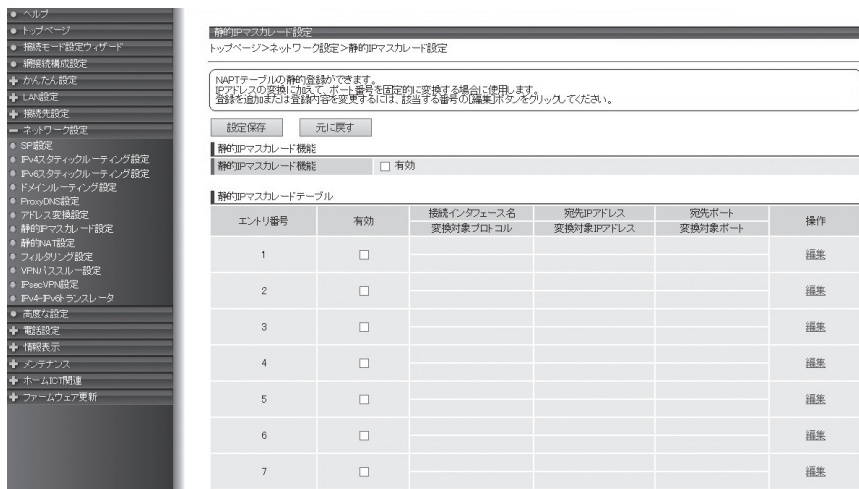 ヘルプ
トップページ
接続モード設定ウィザード
網接続構成設定
かんたん設定
LAN設定
接続先設定
ネットワーク設定
SP設定
IPv4スタティックルーティング設定
IPv6スタティックルーティング設定
ドメインルーティング設定
ProxyDNS設定
アドレス変換設定
静的IPマスカレード設定
静的NAT設定
フィルタリング設定
VPNパススルー設定
IPsecVPN設定
IPv4-IPv6トランスレータ
高度な設定
電話設定
情報表示
メンテナンス
ホームICT関連
ファームウェア更新
静的IPマスカレード設定
トップページ>ネットワーク設定>静的IPマスカレード設定
NAPTテーブルの静的登録ができます。
IPアドレスの変換に加えて、ポート番号を固定的に変換する場合に使用します。
登録を追加または登録内容を変更するには、該当する番号の[編集]ボタンをクリックしてください。
設定保存 元に戻す
静的IPマスカレード機能
静的IPマスカレード機能 有効
静的IPマスカレードテーブル
エントリ番号 有効 接続インタフェース名 宛先IPアドレス 宛先ポート 操作
変換対象プロトコル 変換対象IPアドレス 変換対象ポート
1 編集
2 編集
3 編集
4 編集
5 編集
6 編集
7 編集